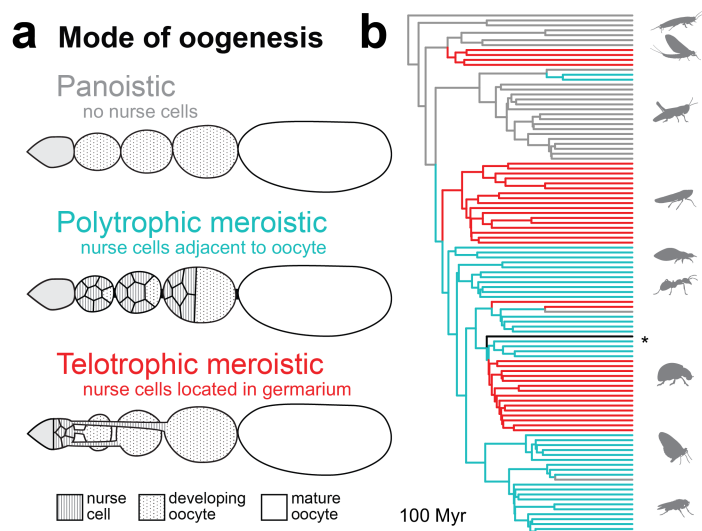 a Mode of oogenesis
Panoistic
no nurse cells
Polytrophic meroistic
nurse cells adjacent to oocyte
Telotrophic meroistic
nurse cells located in germarium
nurse
cell
developing
oocyte
mature
oocyte
b
*
100 Myr